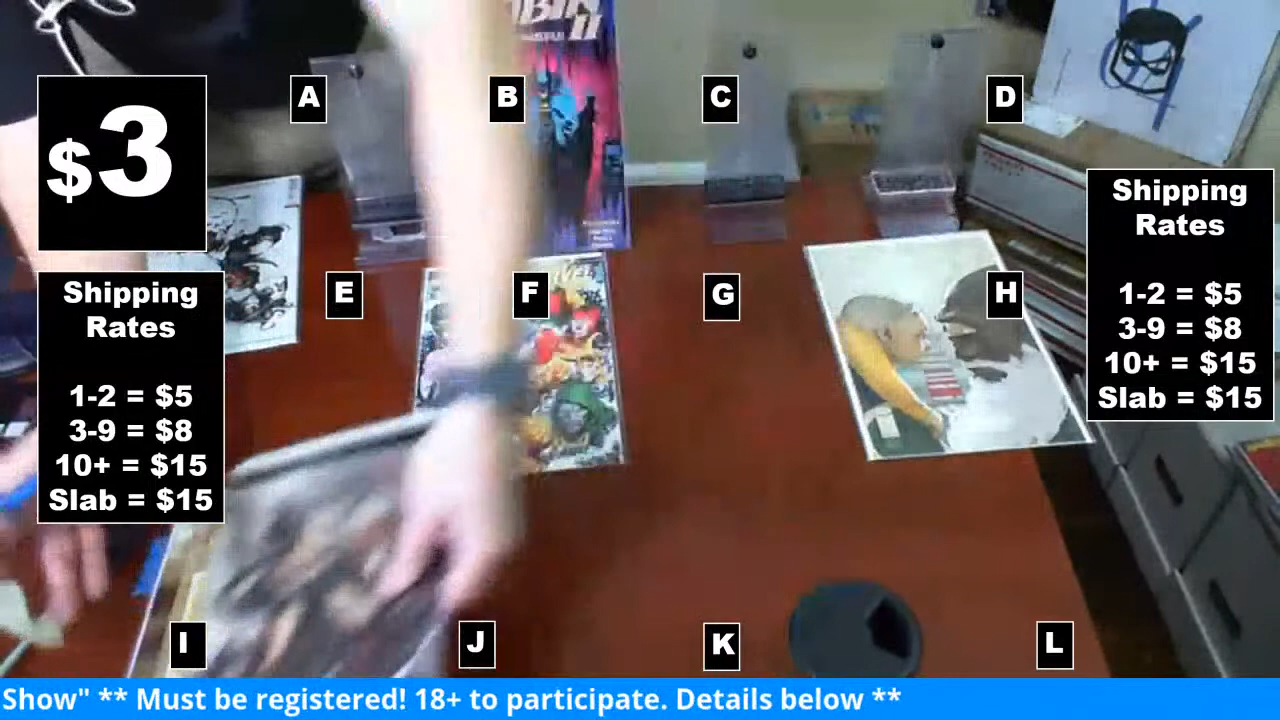 II
A
B
C
D
$3
Shipping
Rates
1-2 = $5
3-9 = $8
10+ = $15
Slab = $15
E
F
G
H
Shipping
Rates
1-2 = $5
3-9 = $8
10+ = $15
Slab = $15
I
J
K
L
Show" ** Must be registered! 18+ to participate. Details below **